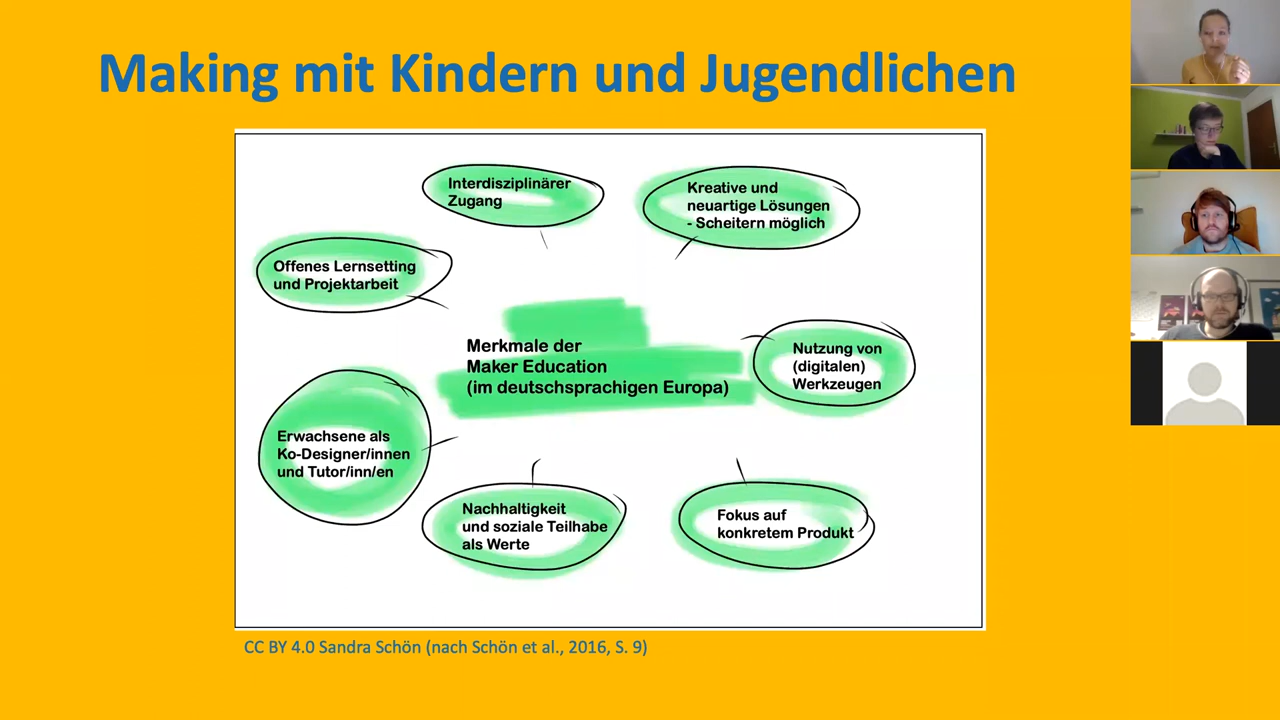 Making mit Kindern und Jugendlichen
Interdisziplinärer
Zugang
Kreative und
neuartige Lösungen
- Scheitern möglich
Offenes Lernsetting
und Projektarbeit
Merkmale der
Maker Education
(im deutschsprachigen Europa)
Nutzung von
(digitalen)
Werkzeugen
Erwachsene als
Ko-Designer/innen
und Tutor/inn/en
Nachhaltigkeit
und soziale Teilhabe
als Werte
Fokus auf
konkretem Produkt
CC BY 4.0 Sandra Schön (nach Schön et al., 2016, S. 9)